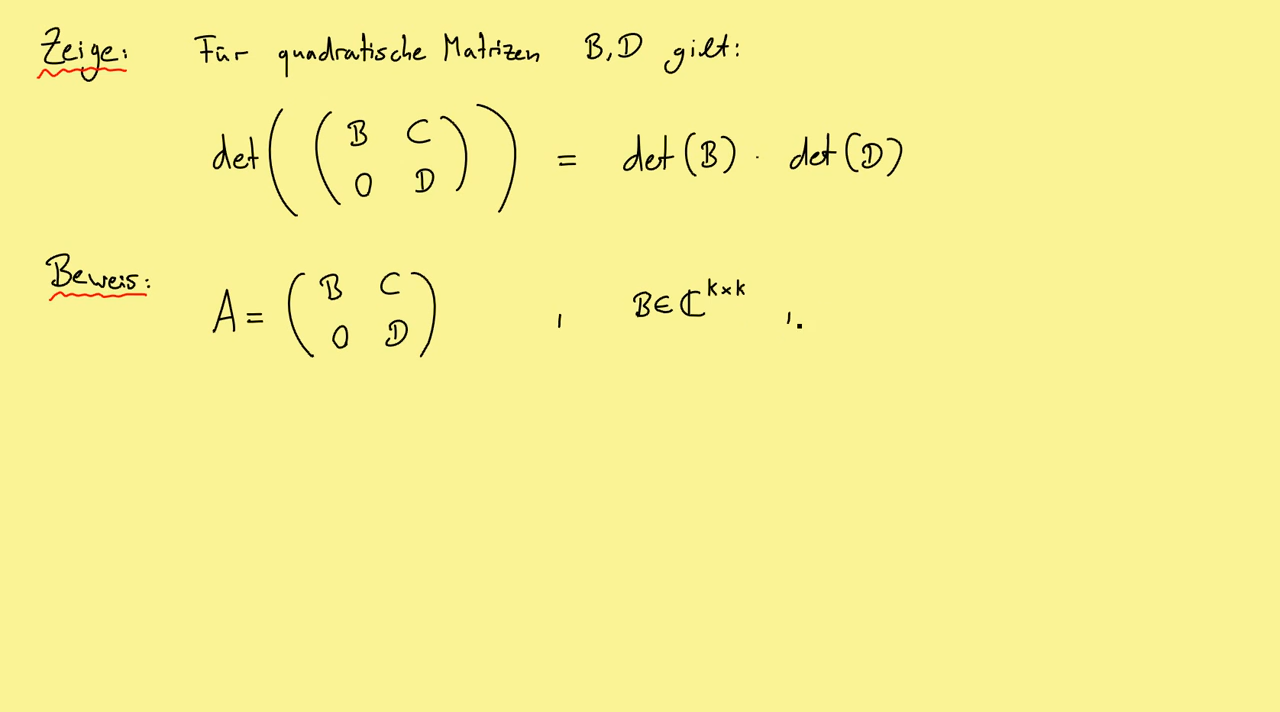 Zeige: Für quadratische Matrizen B, D gilt:
det( ( B C
0 D ) ) = det(B) · det(D)
Beweis: A = ( B C
0 D ) , B ∈ ℂ^{k×k} , .